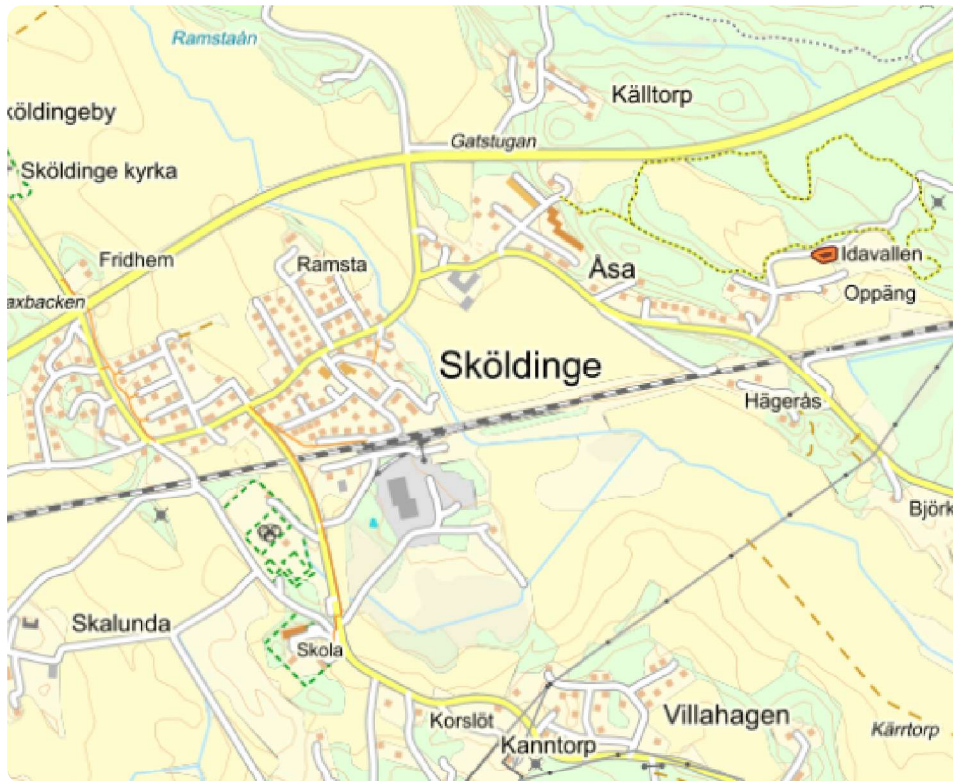 Ramstaån
Källtorp
köldingeby
Gatstugan
Sköldinge kyrka
Fridhem
Ramsta
Åsa
Idavallen
Oppäng
axbacken
Sköldinge
Hägerås
Björk
Skalunda
Skola
Korslöt
Villahagen
Kanntorp
Kärrtorp